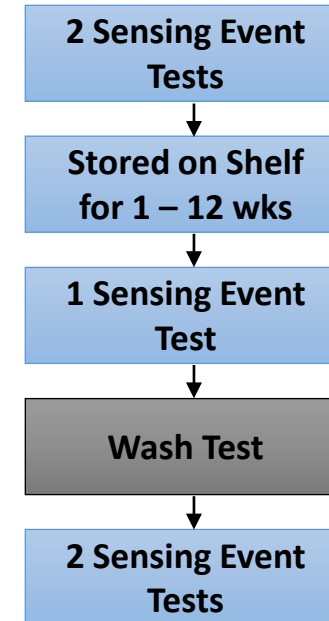 2 Sensing Event
Tests
Stored on Shelf
for 1 – 12 wks
1 Sensing Event
Test
Wash Test
2 Sensing Event
Tests